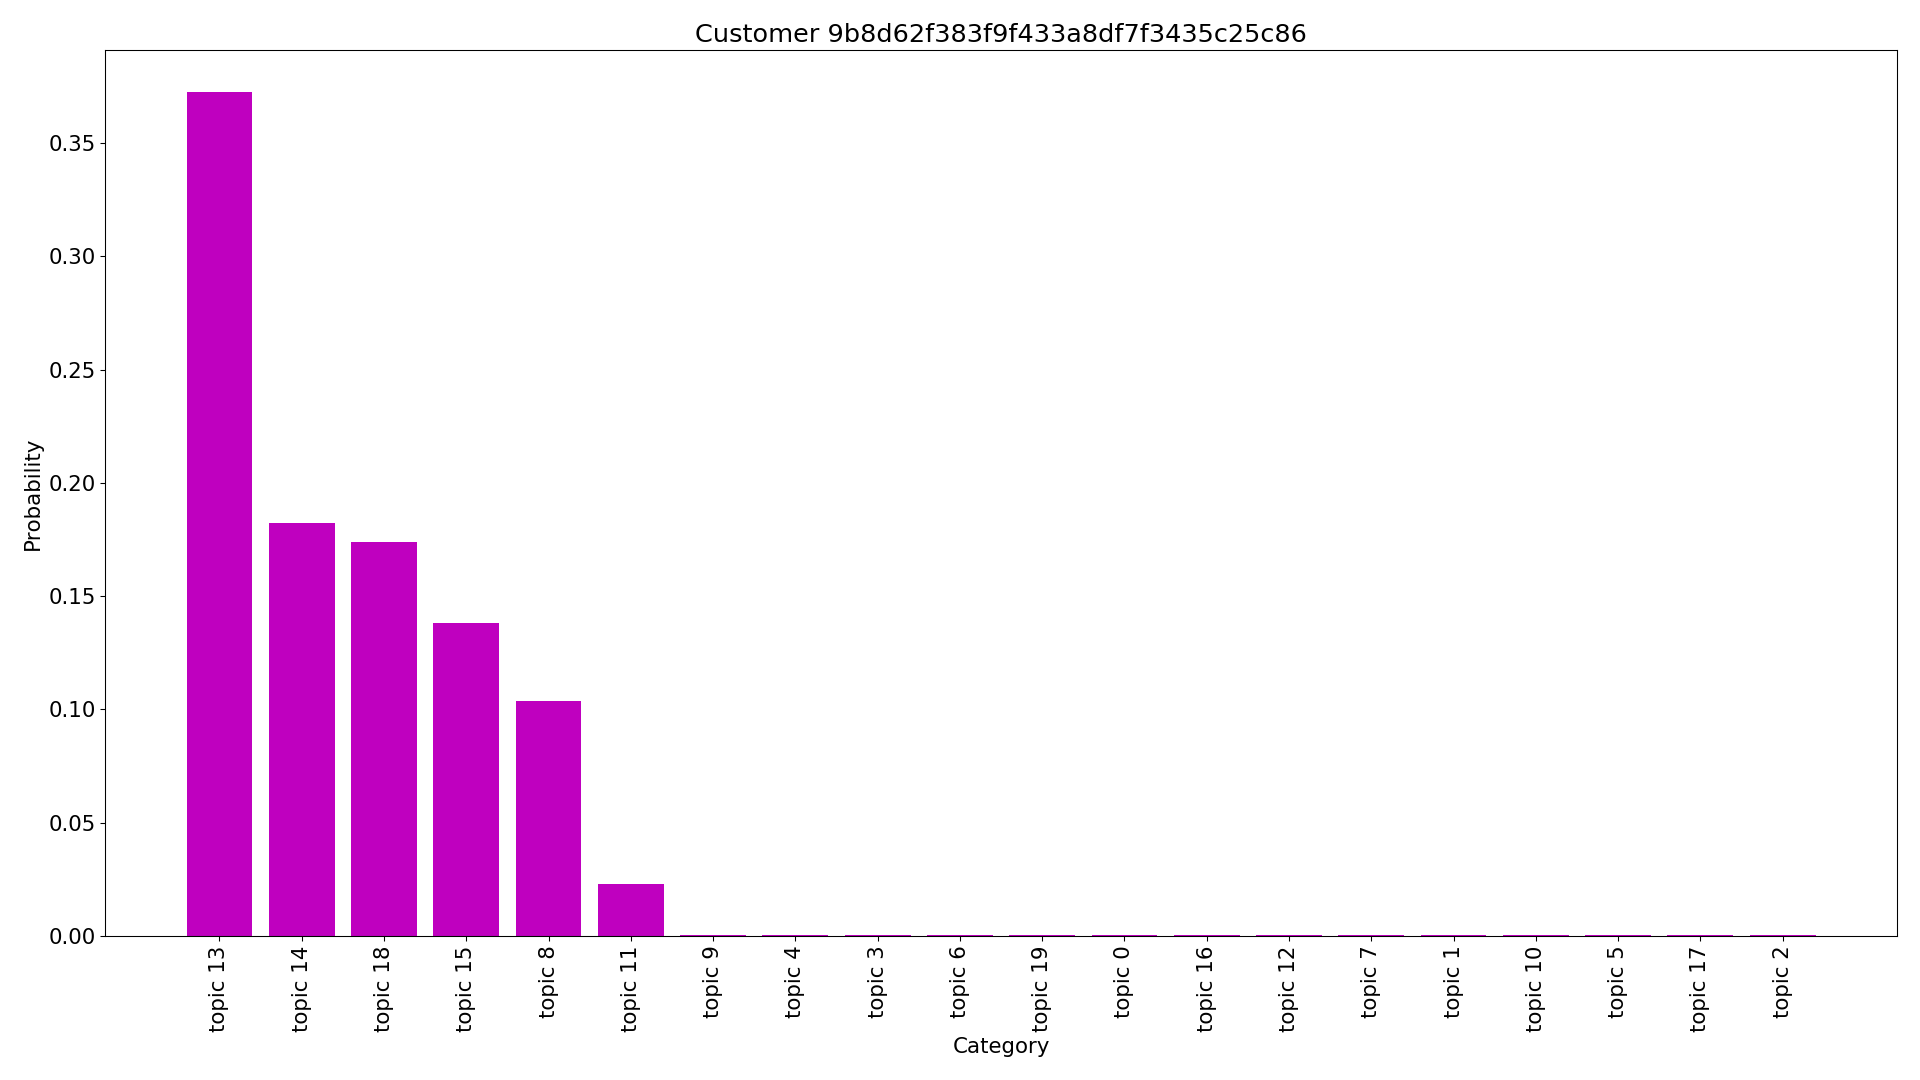 Customer 9b8d62f383f9f433a8df7f3435c25c86
Probability
0.35
0.30
0.25
0.20
0.15
0.10
0.05
0.00
topic 13
topic 14
topic 18
topic 15
topic 8
topic 11
topic 9
topic 4
topic 3
topic 6
topic 19
topic 0
topic 16
topic 12
topic 7
topic 1
topic 10
topic 5
topic 17
topic 2
Category